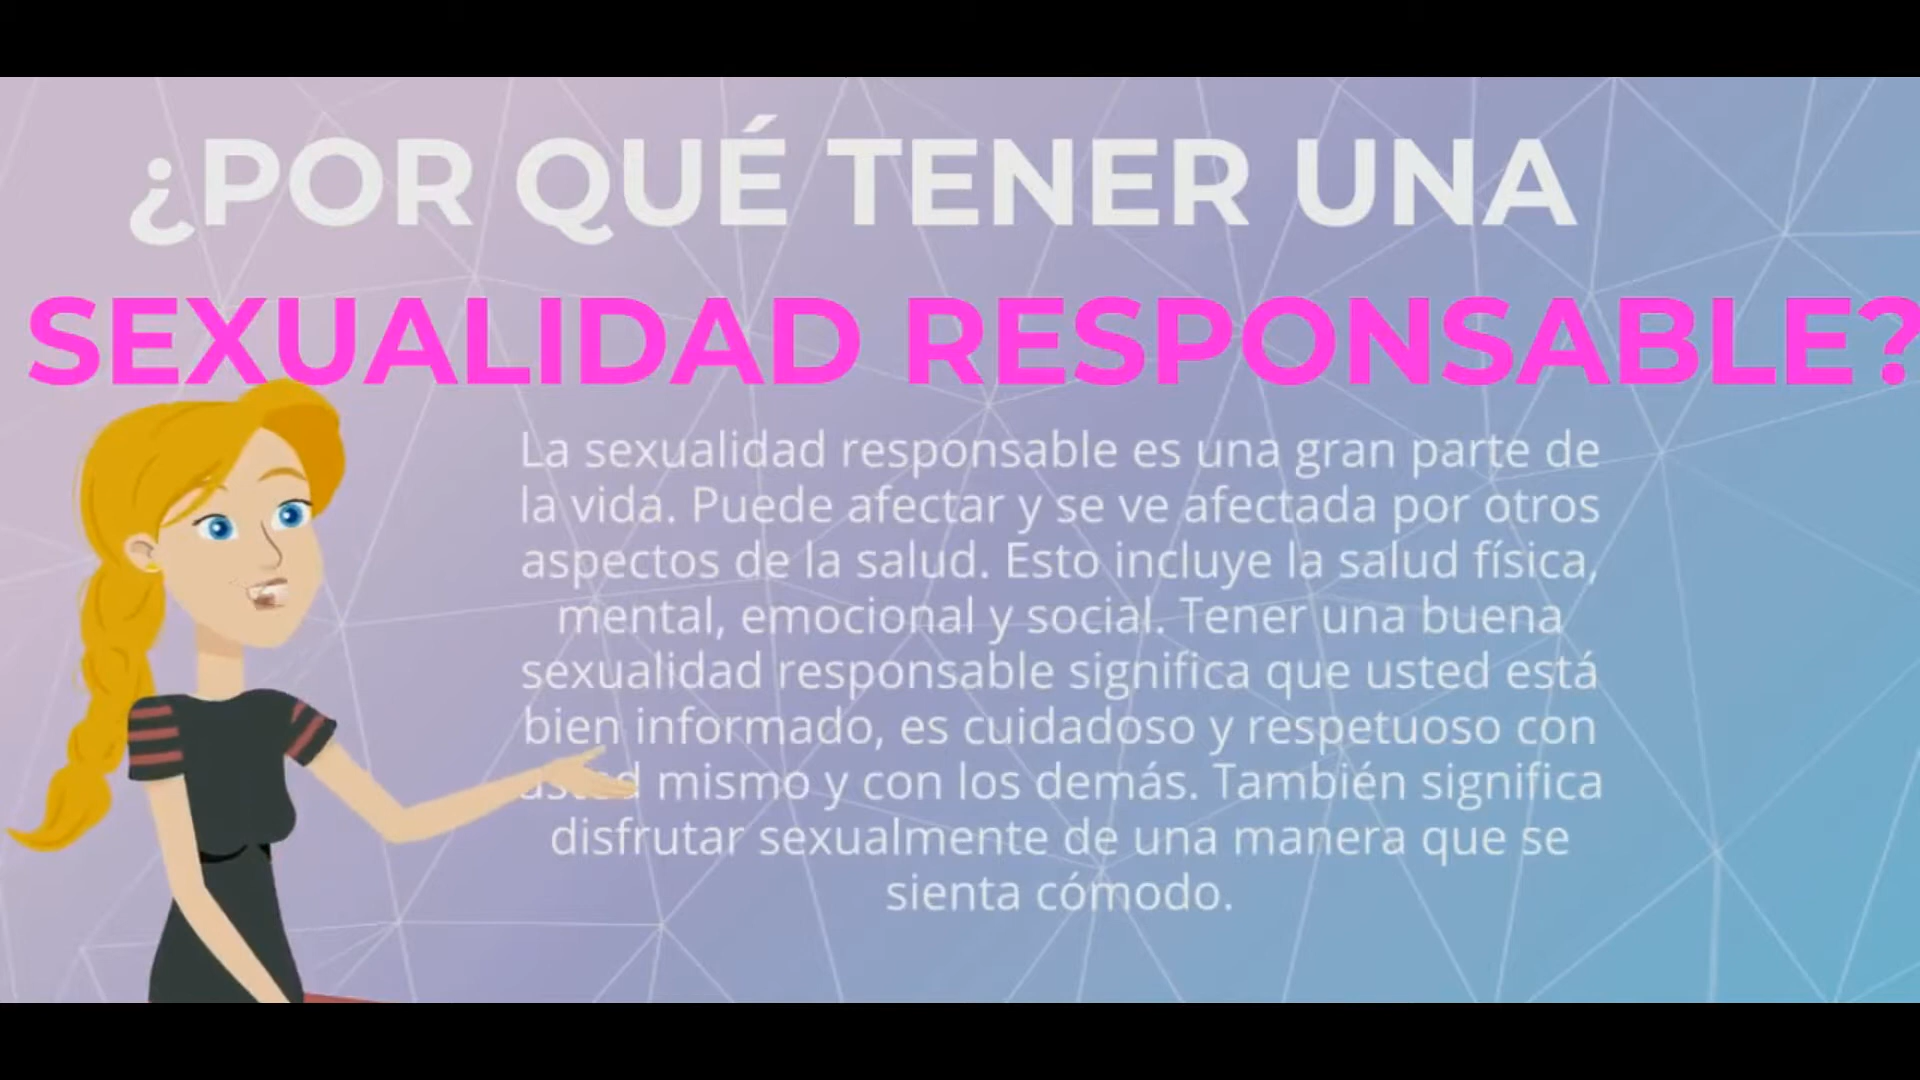 ¿POR QUÉ TENER UNA
SEXUALIDAD RESPONSABLE?
La sexualidad responsable es una gran parte de
la vida. Puede afectar y se ve afectada por otros
aspectos de la salud. Esto incluye la salud física,
mental, emocional y social. Tener una buena
sexualidad responsable significa que usted está
bien informado, es cuidadoso y respetuoso con
usted mismo y con los demás. También significa
disfrutar sexualmente de una manera que se
sienta cómodo.